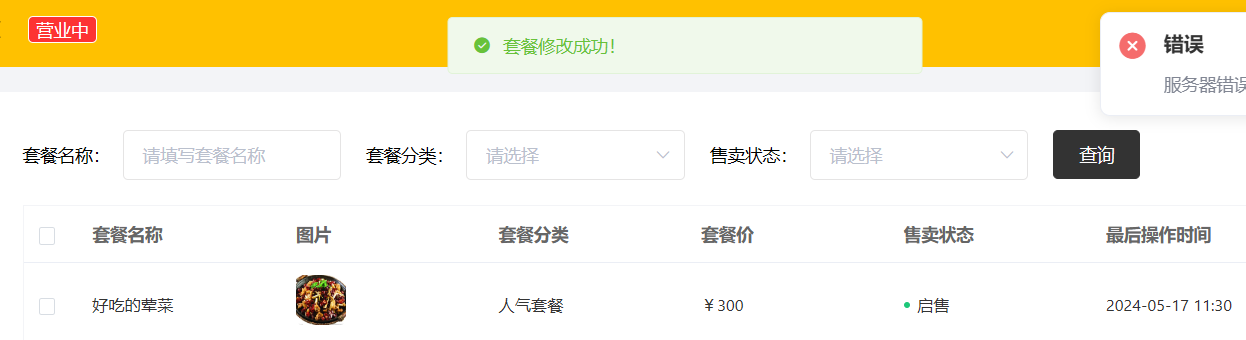 营业中
套餐修改成功！
错误
服务器错误
套餐名称：
请填写套餐名称
套餐分类：
请选择
售卖状态：
请选择
查询
套餐名称 图片 套餐分类 套餐价 售卖状态 最后操作时间
好吃的荤菜 人气套餐 ￥300 启售 2024-05-17 11:30